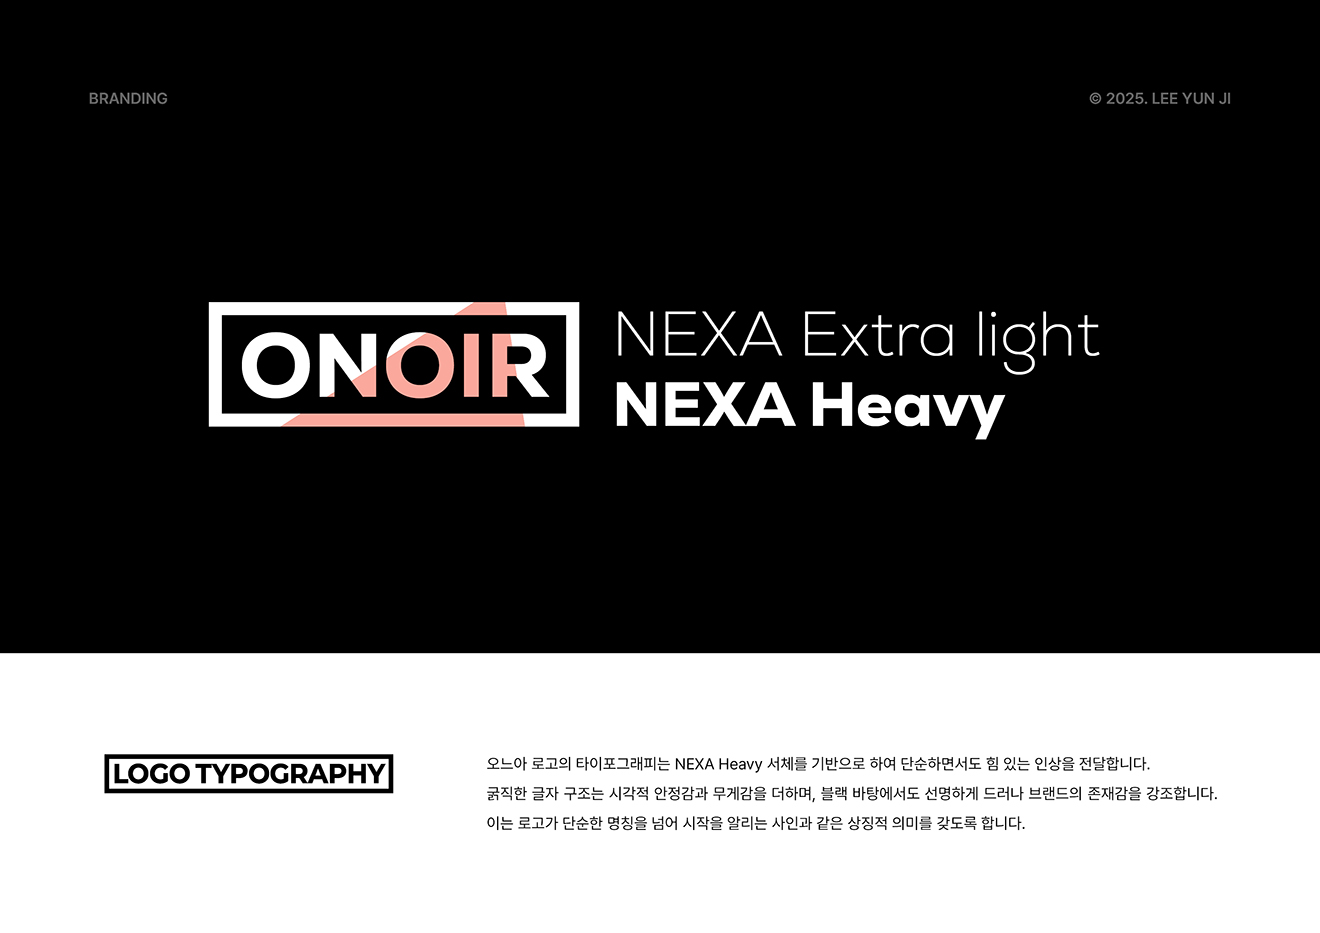 BRANDING
© 2025. LEE YUN JI
ONOIR
NEXA Extra light
NEXA Heavy
LOGO TYPOGRAPHY
오느아 로고의 타이포그래피는 NEXA Heavy 서체를 기반으로 하여 단순하면서도 힘 있는 인상을 전달합니다.
굵직한 글자 구조는 시각적 안정감과 무게감을 더하며, 블랙 바탕에서도 선명하게 드러나 브랜드의 존재감을 강조합니다.
이는 로고가 단순한 명칭을 넘어 시작을 알리는 사인과 같은 상징적 의미를 갖도록 합니다.